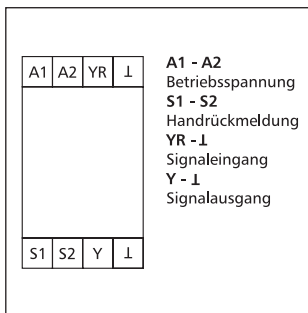 A1 A2 YR ⊥
S1 S2 Y ⊥
A1 - A2
Betriebsspannung
S1 - S2
Handrückmeldung
YR - ⊥
Signaleingang
Y - ⊥
Signalausgang